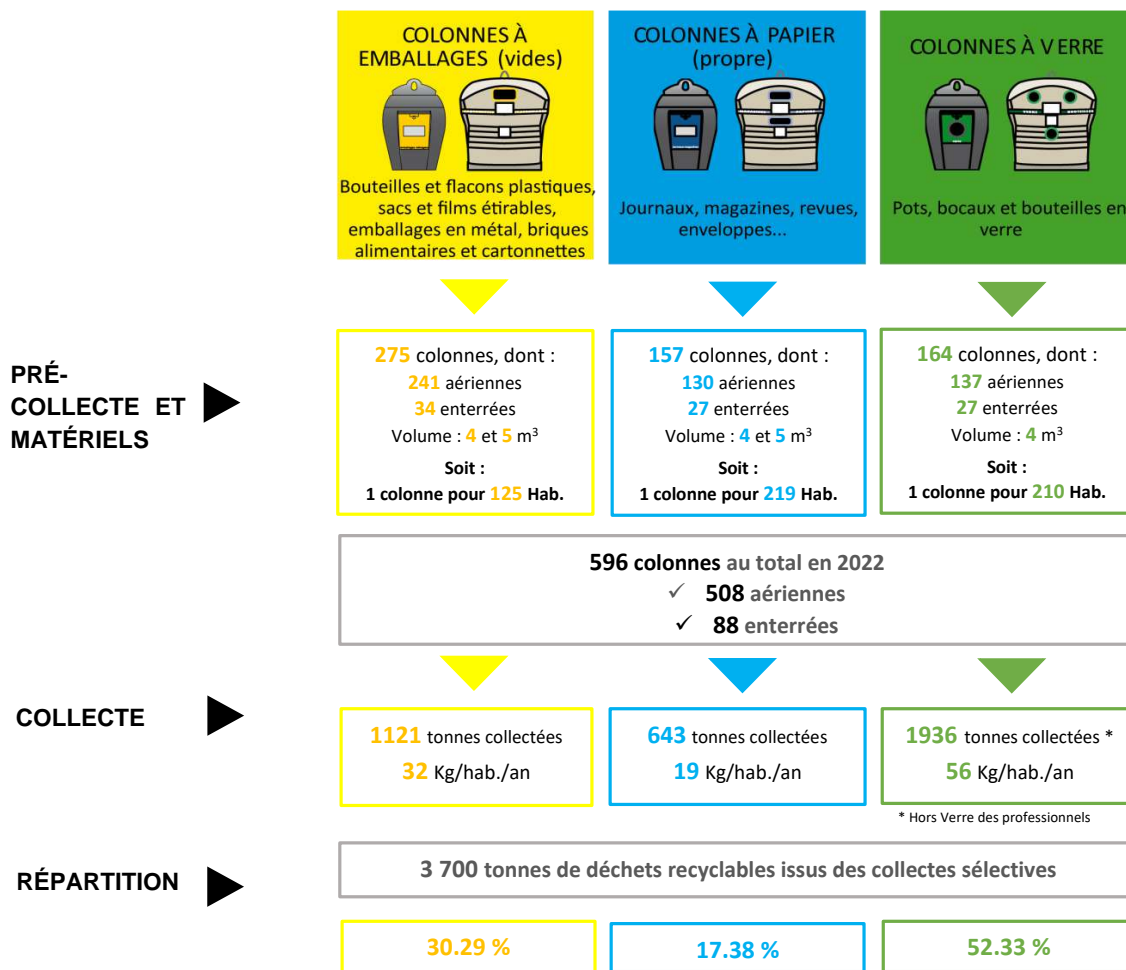 COLONNES À
EMBALLAGES (vides)
Bouteilles et flacons plastiques,
sacs et films étirables,
emballages en métal, briques
alimentaires et cartonnettes
COLONNES À PAPIER
(propre)
Journaux, magazines, revues,
enveloppes...
COLONNES À VERRE
Pots, bocaux et bouteilles en
verre
PRÉ-
COLLECTE ET
MATÉRIELS
275 colonnes, dont :
241 aériennes
34 enterrées
Volume : 4 et 5 m³
Soit :
1 colonne pour 125 Hab.
157 colonnes, dont :
130 aériennes
27 enterrées
Volume : 4 et 5 m³
Soit :
1 colonne pour 219 Hab.
164 colonnes, dont :
137 aériennes
27 enterrées
Volume : 4 m³
Soit :
1 colonne pour 210 Hab.
596 colonnes au total en 2022
✓ 508 aériennes
✓ 88 enterrées
COLLECTE
1121 tonnes collectées
32 Kg/hab./an
643 tonnes collectées
19 Kg/hab./an
1936 tonnes collectées *
56 Kg/hab./an
* Hors Verre des professionnels
RÉPARTITION
3 700 tonnes de déchets recyclables issus des collectes sélectives
30.29 %
17.38 %
52.33 %